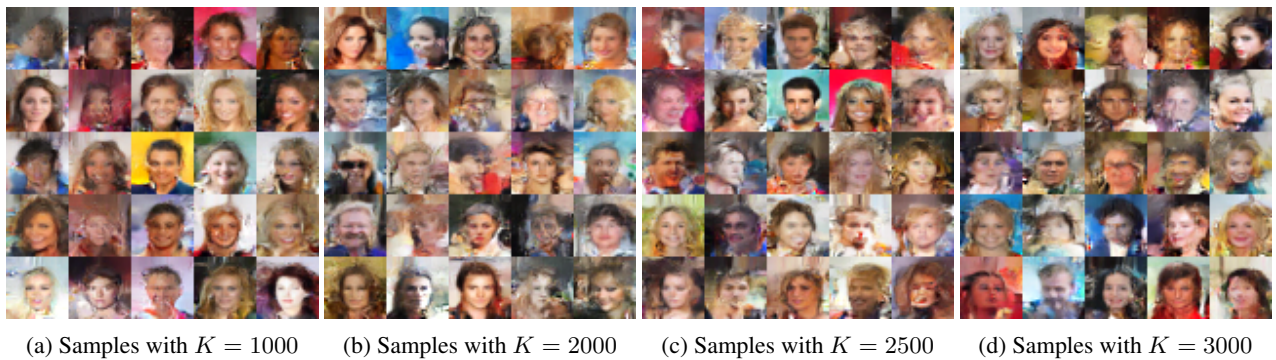 (a) Samples with K = 1000
(b) Samples with K = 2000
(c) Samples with K = 2500
(d) Samples with K = 3000